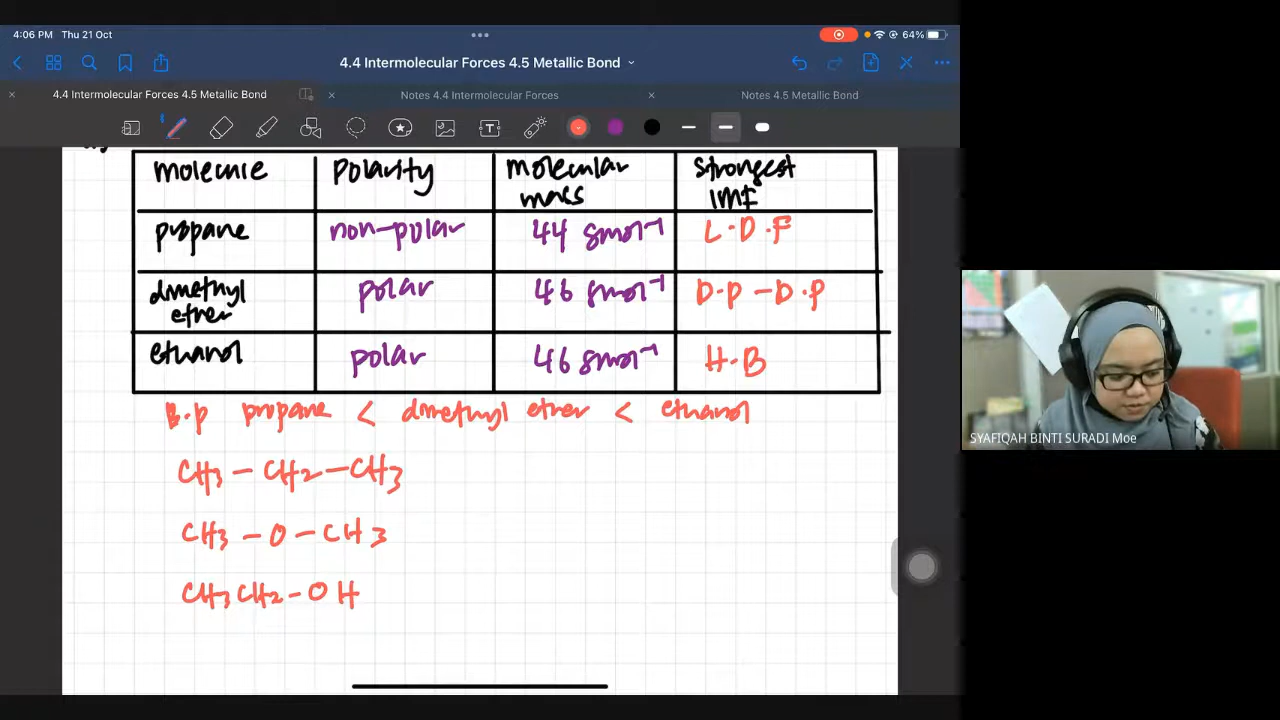 4:06 PM Thu 21 Oct
64%
4.4 Intermolecular Forces 4.5 Metallic Bond
4.4 Intermolecular Forces 4.5 Metallic Bond
Notes 4.4 Intermolecular Forces
Notes 4.5 Metallic Bond
molecule polarity molecular mass strongest IMF
propane non-polar 44 gmol⁻¹ L.D.F
dimethyl ether polar 46 gmol⁻¹ D.P - D.P
ethanol polar 46 gmol⁻¹ H.B
B.p propane < dimethyl ether < ethanol
CH3 - CH2 - CH3
CH3 - O - CH3
CH3CH2 - OH
SYAFIQAH BINTI SURADI Moe